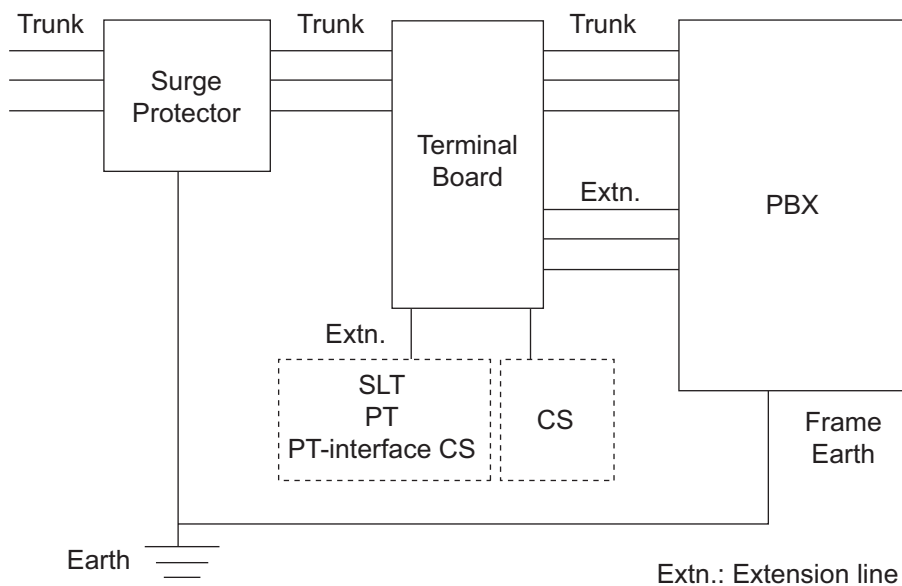 Trunk
Trunk
Trunk
Surge
Protector
Terminal
Board
Extn.
PBX
Extn.
SLT
PT
PT-interface CS
CS
Frame
Earth
Earth
Extn.: Extension line